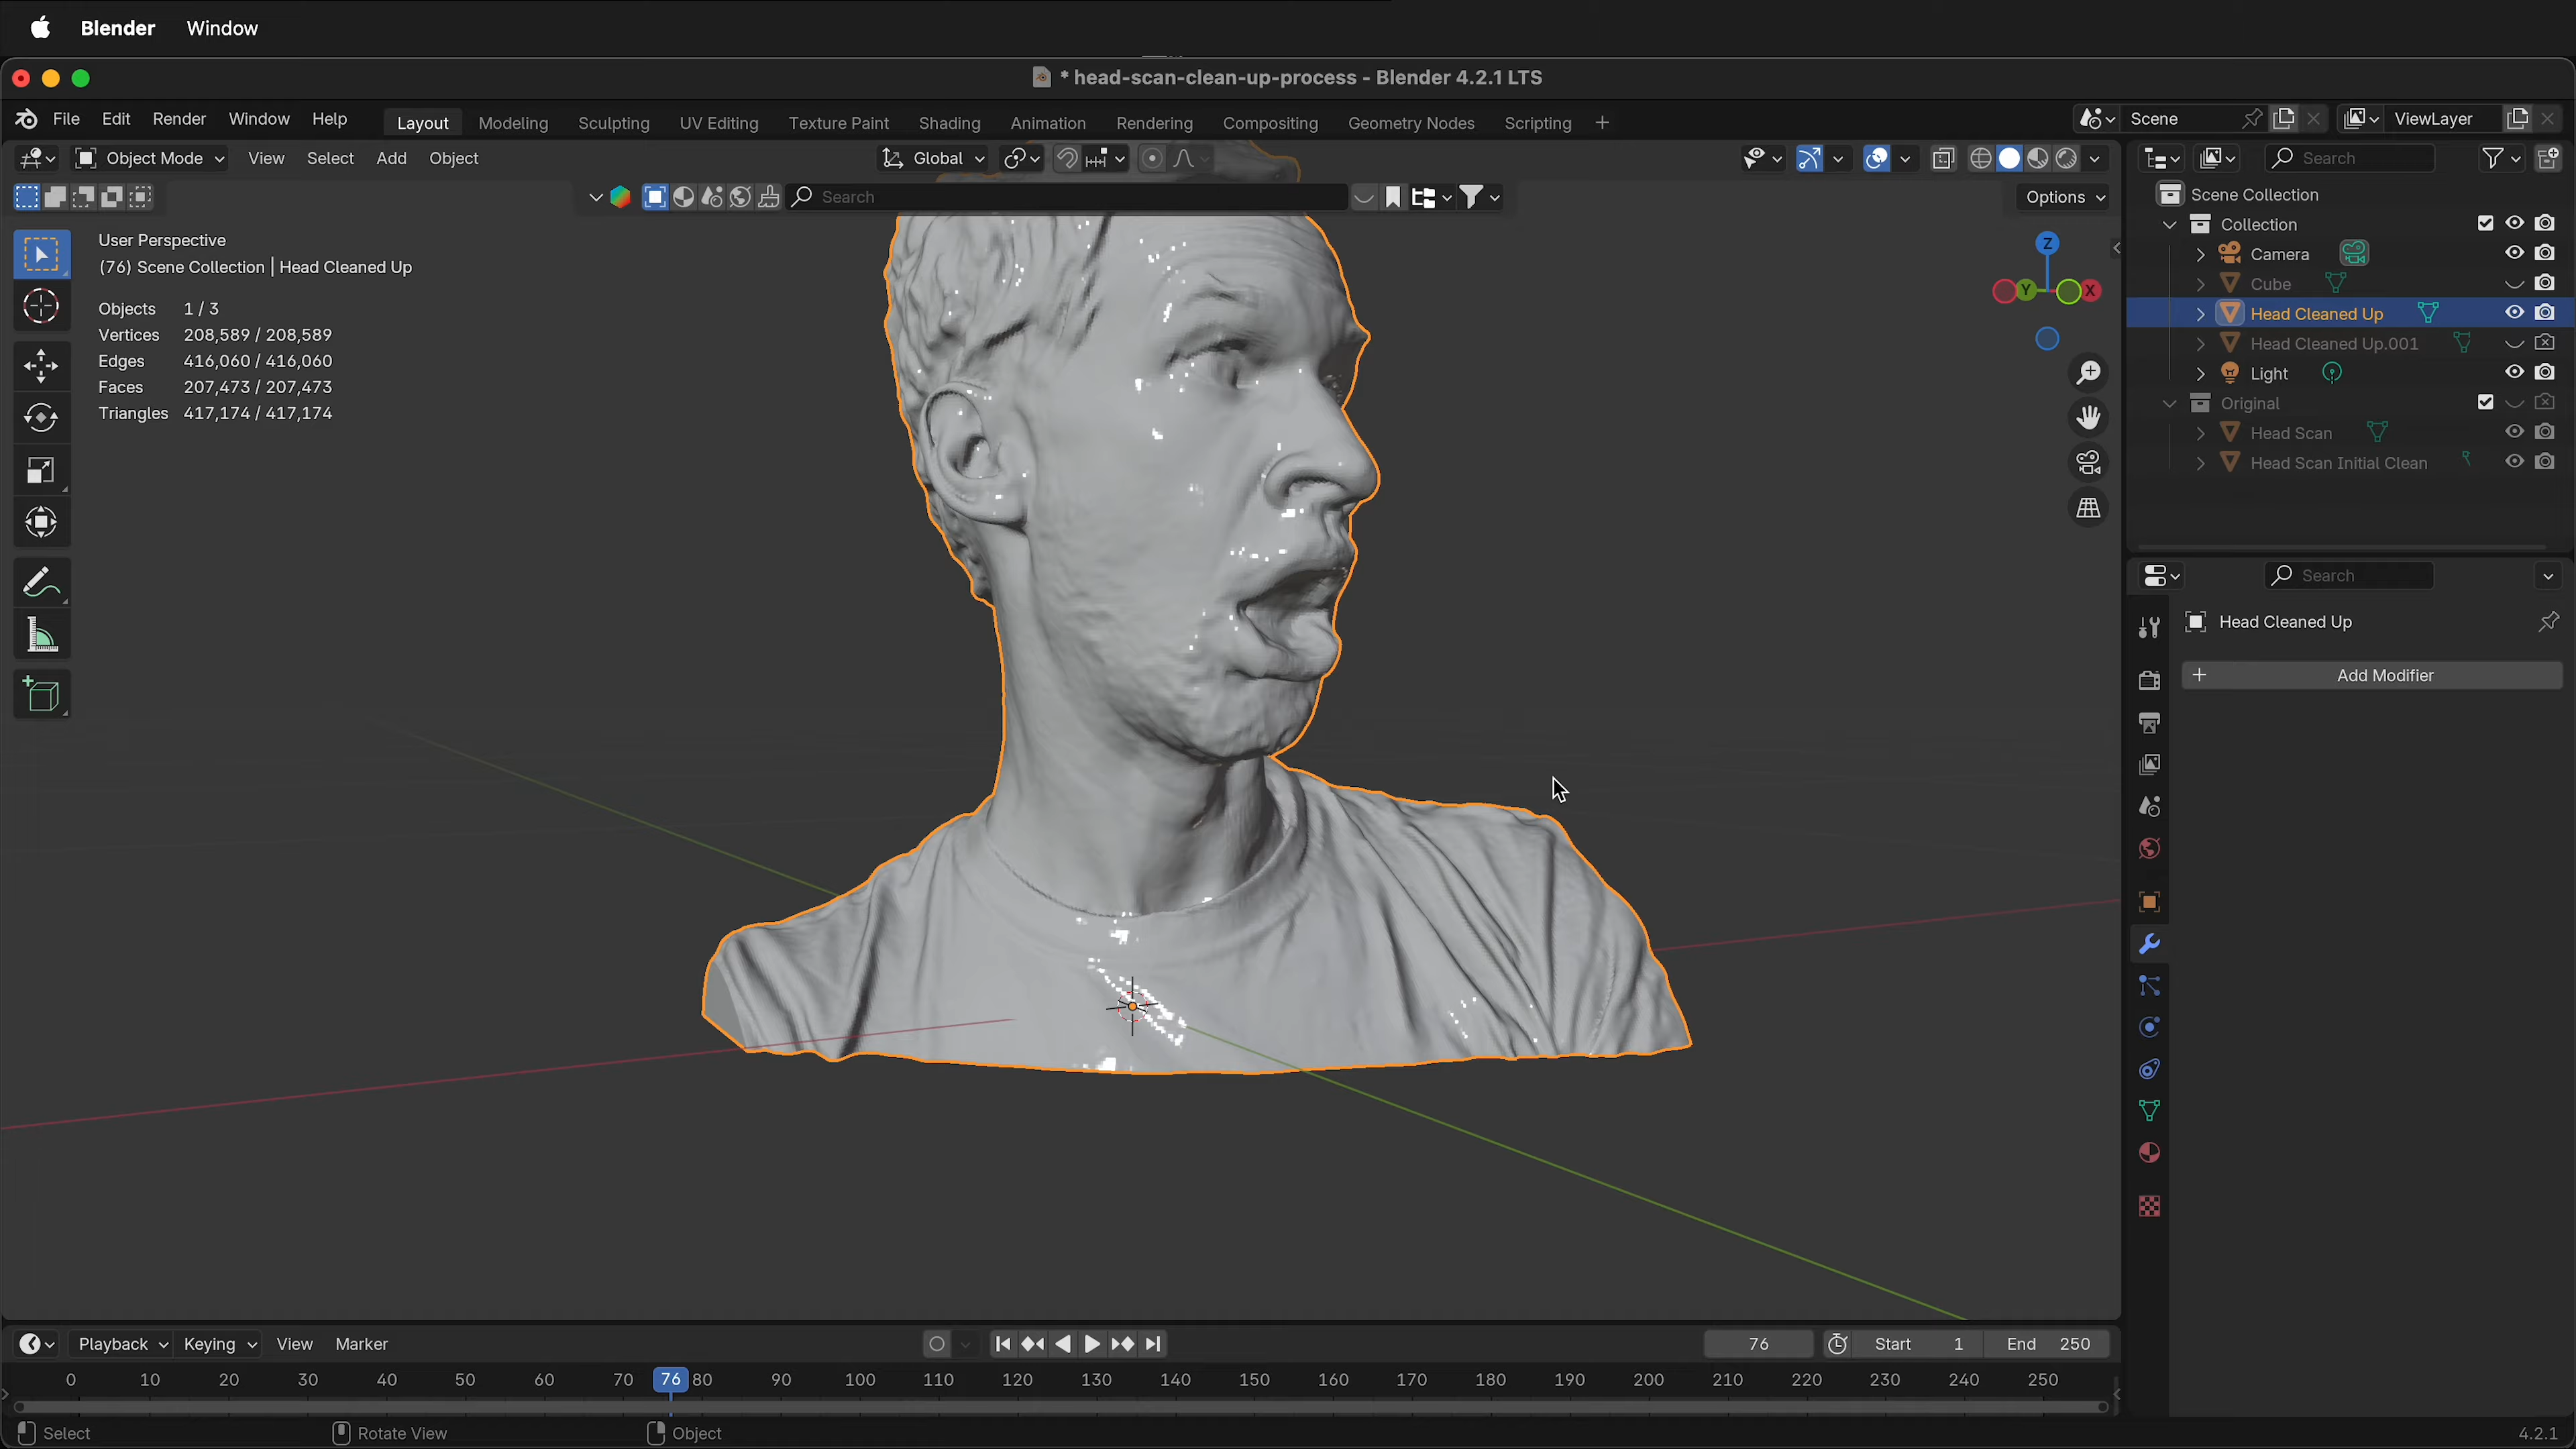 Blender Window
* head-scan-clean-up-process - Blender 4.2.1 LTS
File Edit Render Window Help Layout Modeling Sculpting UV Editing Texture Paint Shading Animation Rendering Compositing Geometry Nodes Scripting + Scene ViewLayer
Object Mode View Select Add Object Global Search
Search Options
User Perspective
(76) Scene Collection | Head Cleaned Up
Objects 1 / 3
Vertices 208,589 / 208,589
Edges 416,060 / 416,060
Faces 207,473 / 207,473
Triangles 417,174 / 417,174
Z
Y X
Scene Collection
Collection
Camera
Cube
Head Cleaned Up
Head Cleaned Up.001
Light
Original
Head Scan
Head Scan Initial Clean
Search
Head Cleaned Up
+ Add Modifier
Playback Keying View Marker 76 Start 1 End 250
0 10 20 30 40 50 60 70 76 80 90 100 110 120 130 140 150 160 170 180 190 200 210 220 230 240 250
Select Rotate View Object 4.2.1